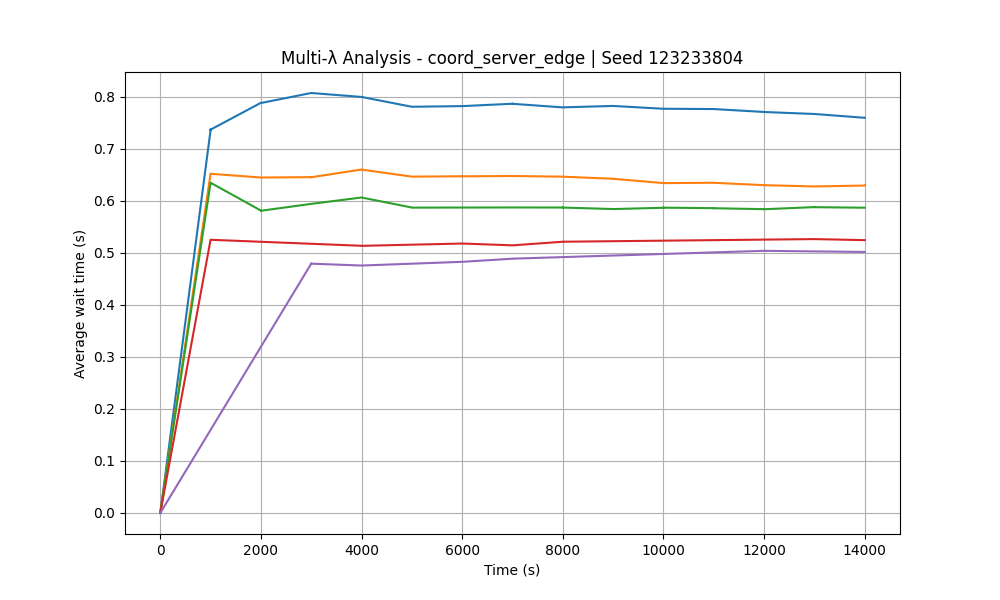 Multi-λ Analysis - coord_server_edge | Seed 123233804
Average wait time (s)
0.8
0.7
0.6
0.5
0.4
0.3
0.2
0.1
0.0
0 2000 4000 6000 8000 10000 12000 14000
Time (s)